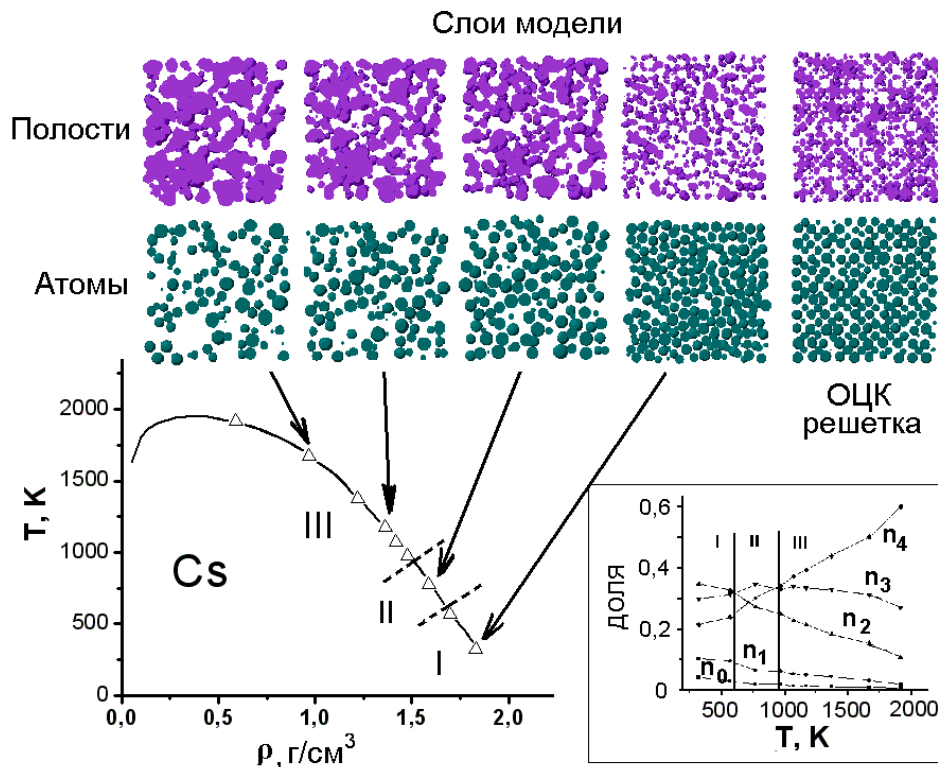 Слои модели
Полости
Атомы
ОЦК
решетка
T, K
2000
1500
1000
500
0
III
II
I
Cs
0,0
0,5
1,0
1,5
2,0
ρ, г/см³
ДОЛЯ
0,6
0,4
0,2
0
I
II
III
n₄
n₃
n₂
n₁
n₀
500
1000
1500
2000
T, K